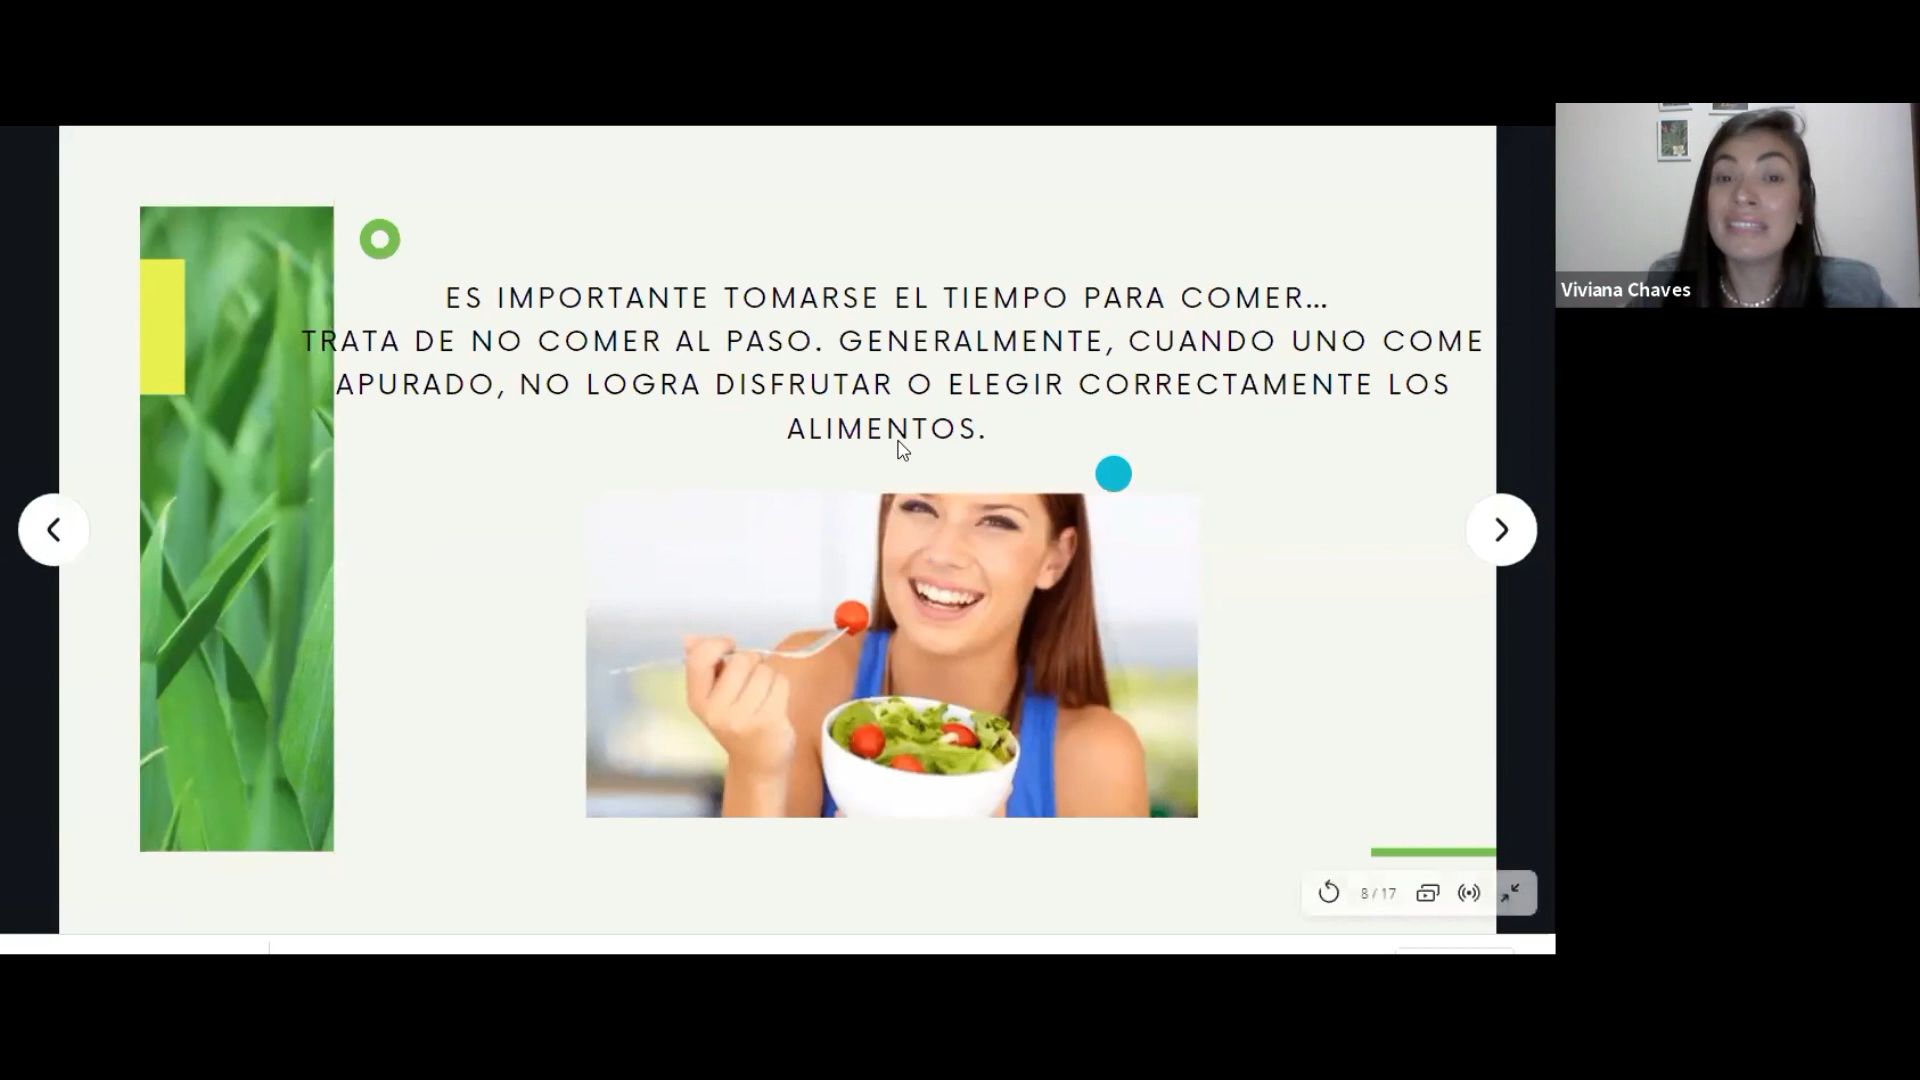 ES IMPORTANTE TOMARSE EL TIEMPO PARA COMER...
TRATA DE NO COMER AL PASO. GENERALMENTE, CUANDO UNO COME
APURADO, NO LOGRA DISFRUTAR O ELEGIR CORRECTAMENTE LOS
ALIMENTOS.
Viviana Chaves
8 / 17